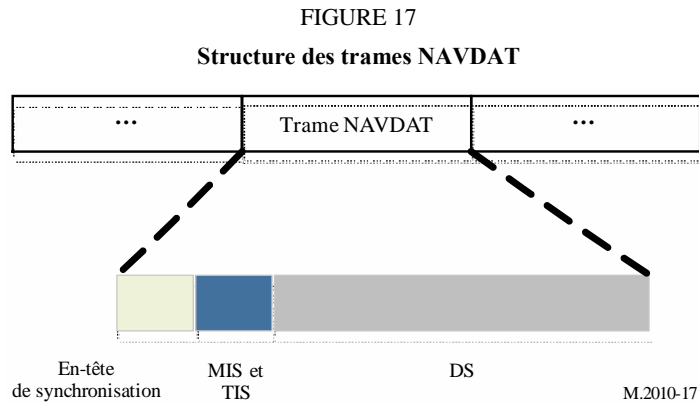 FIGURE 17
Structure des trames NAVDAT
... Trame NAVDAT ...
En-tête
de synchronisation
MIS et
TIS
DS
M.2010-17